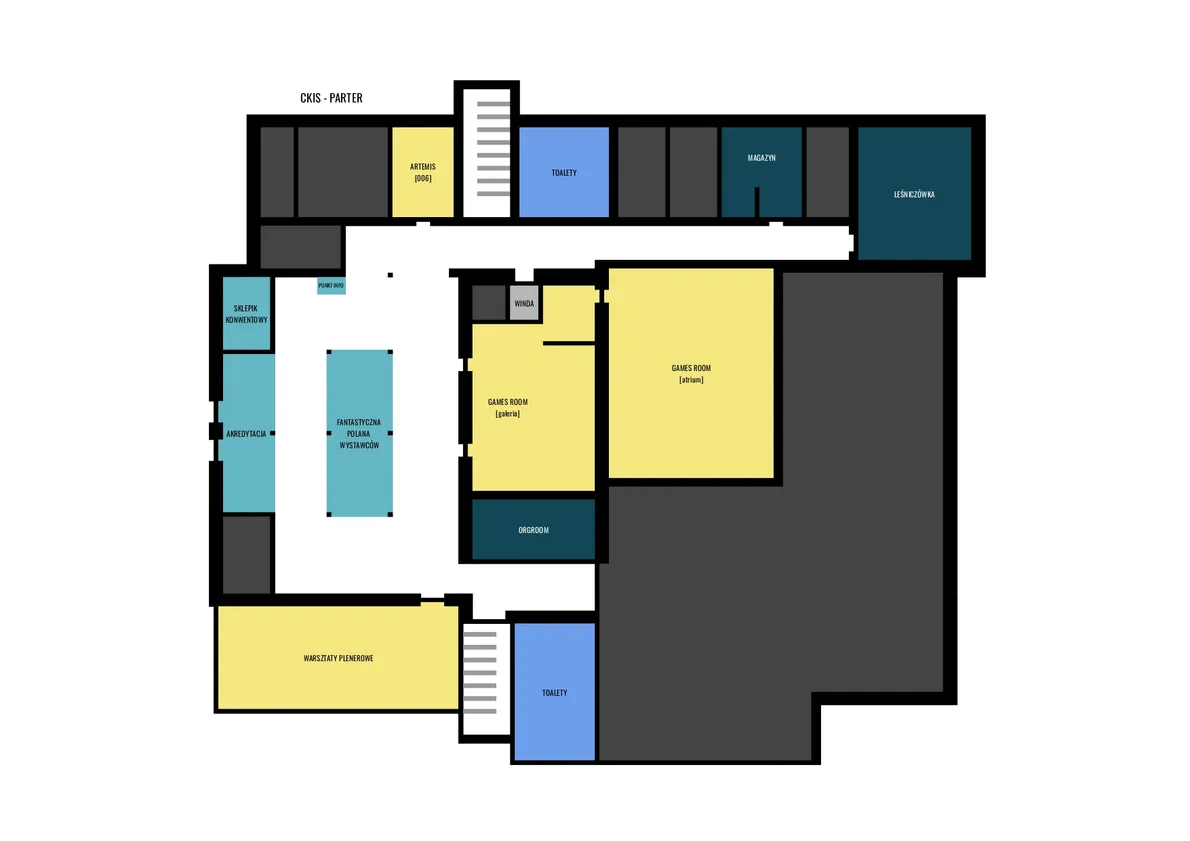 CKIS - PARTER
ARTEMIS
[006]
TOALETY
MAGAZYN
LEŚNICZÓWKA
PUNKT INFO
SKLEPIK
KONWENTOWY
WINDA
GAMES ROOM
[atrium]
GAMES ROOM
[galeria]
FANTASTYCZNA
POLANA
WYSTAWCÓW
AKREDYTACJA
ORGROOM
WARSZTATY PLENEROWE
TOALETY